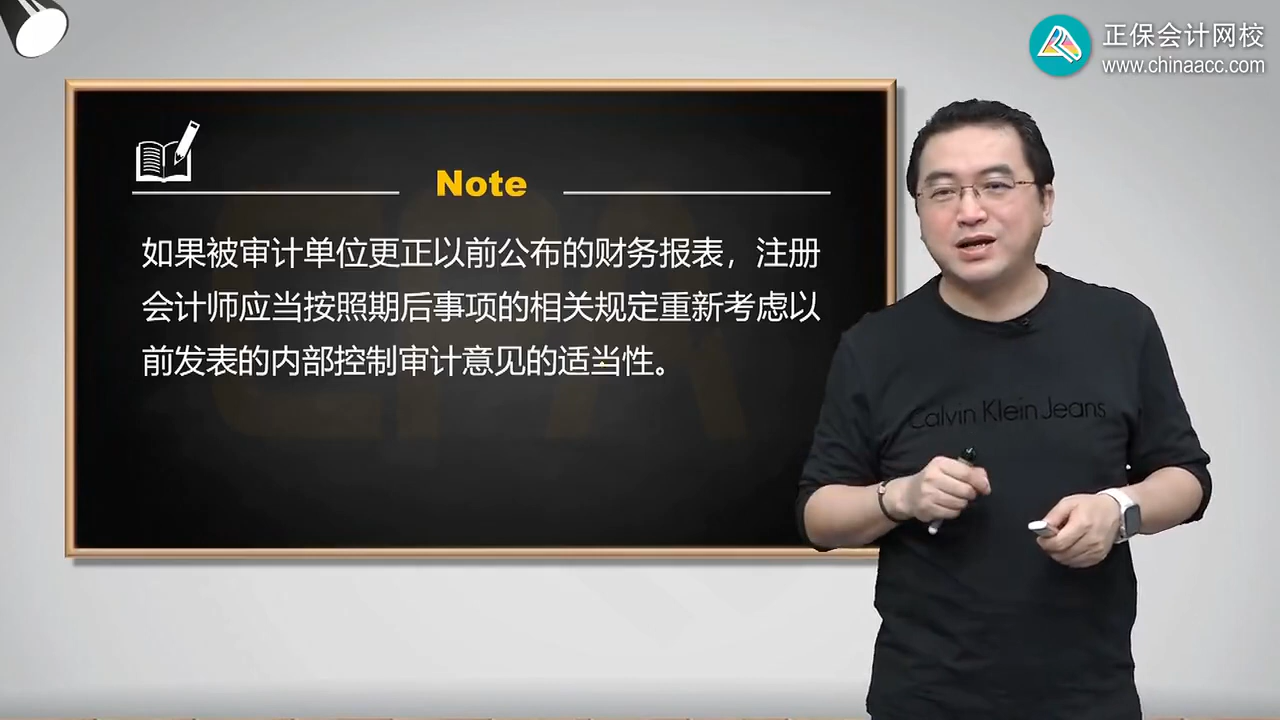 正保会计网校
www.chinaacc.com
Note
如果被审计单位更正以前公布的财务报表，注册
会计师应当按照期后事项的相关规定重新考虑以
前发表的内部控制审计意见的适当性。
Calvin Klein Jeans
CPA